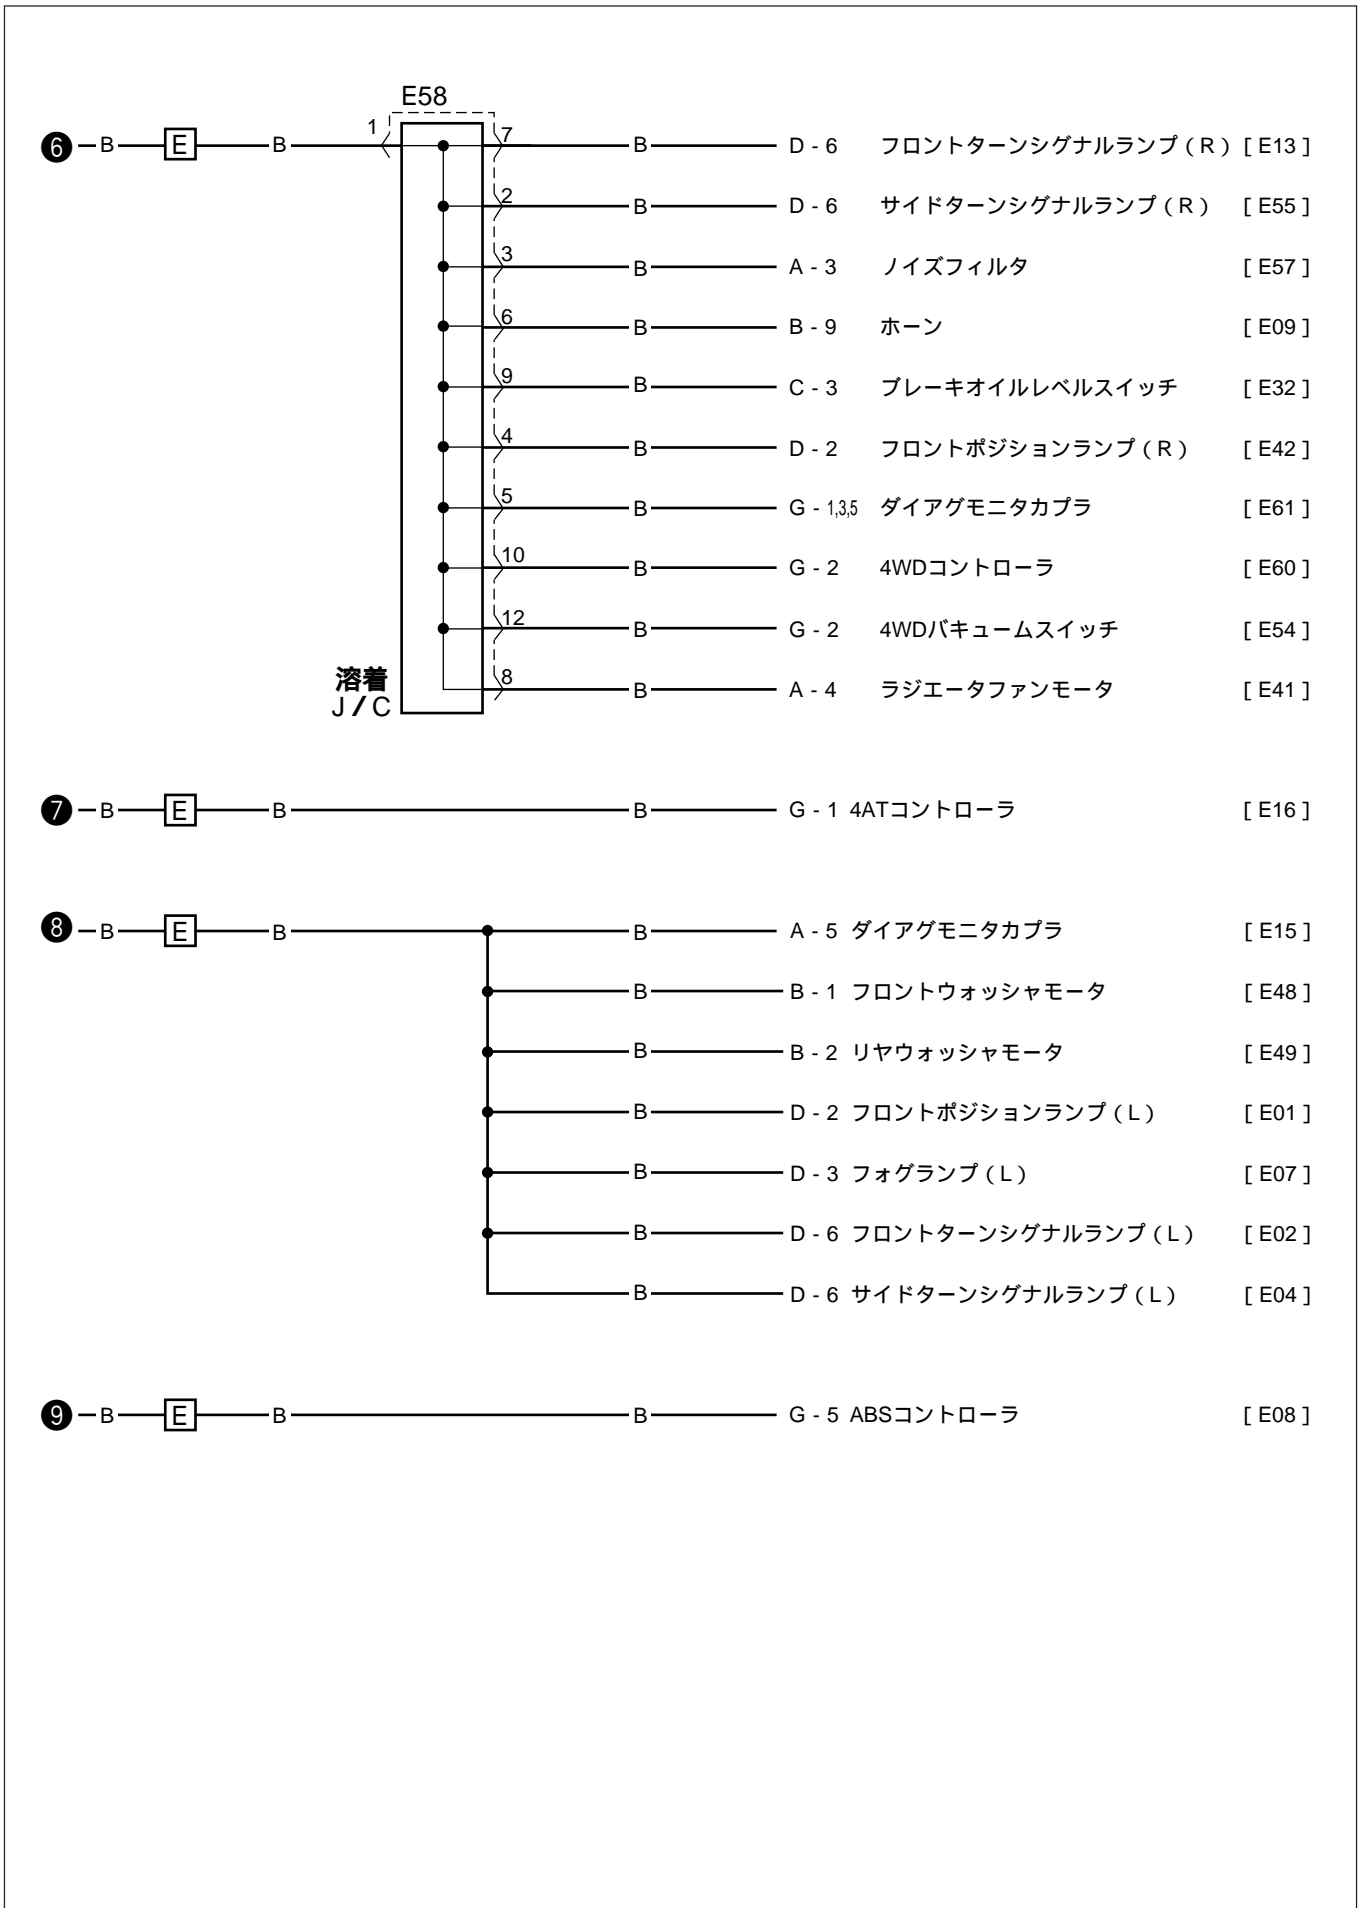 E58
❻ B E B 1 7 B D - 6 フロントターンシグナルランプ（R）[ E13 ]
2 B D - 6 サイドターンシグナルランプ（R） [ E55 ]
3 B A - 3 ノイズフィルタ [ E57 ]
6 B B - 9 ホーン [ E09 ]
9 B C - 3 ブレーキオイルレベルスイッチ [ E32 ]
4 B D - 2 フロントポジションランプ（R） [ E42 ]
5 B G - 1,3,5 ダイアグモニタカプラ [ E61 ]
10 B G - 2 4WDコントローラ [ E60 ]
12 B G - 2 4WDバキュームスイッチ [ E54 ]
溶着 8 B A - 4 ラジエータファンモータ [ E41 ]
J/C
❼ B E B B G - 1 4ATコントローラ [ E16 ]
❽ B E B B A - 5 ダイアグモニタカプラ [ E15 ]
B B - 1 フロントウォッシャモータ [ E48 ]
B B - 2 リヤウォッシャモータ [ E49 ]
B D - 2 フロントポジションランプ（L） [ E01 ]
B D - 3 フォグランプ（L） [ E07 ]
B D - 6 フロントターンシグナルランプ（L） [ E02 ]
B D - 6 サイドターンシグナルランプ（L） [ E04 ]
❾ B E B B G - 5 ABSコントローラ [ E08 ]